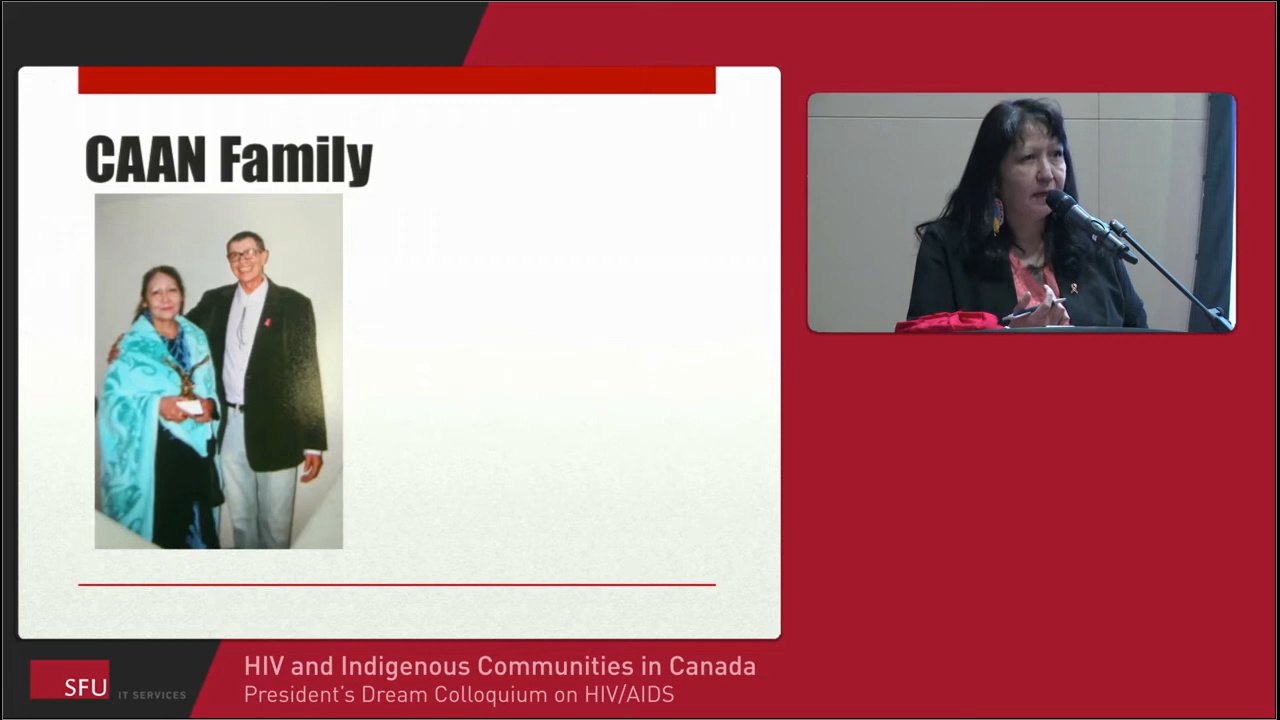 CAAN Family
SFU
IT SERVICES
HIV and Indigenous Communities in Canada
President's Dream Colloquium on HIV/AIDS